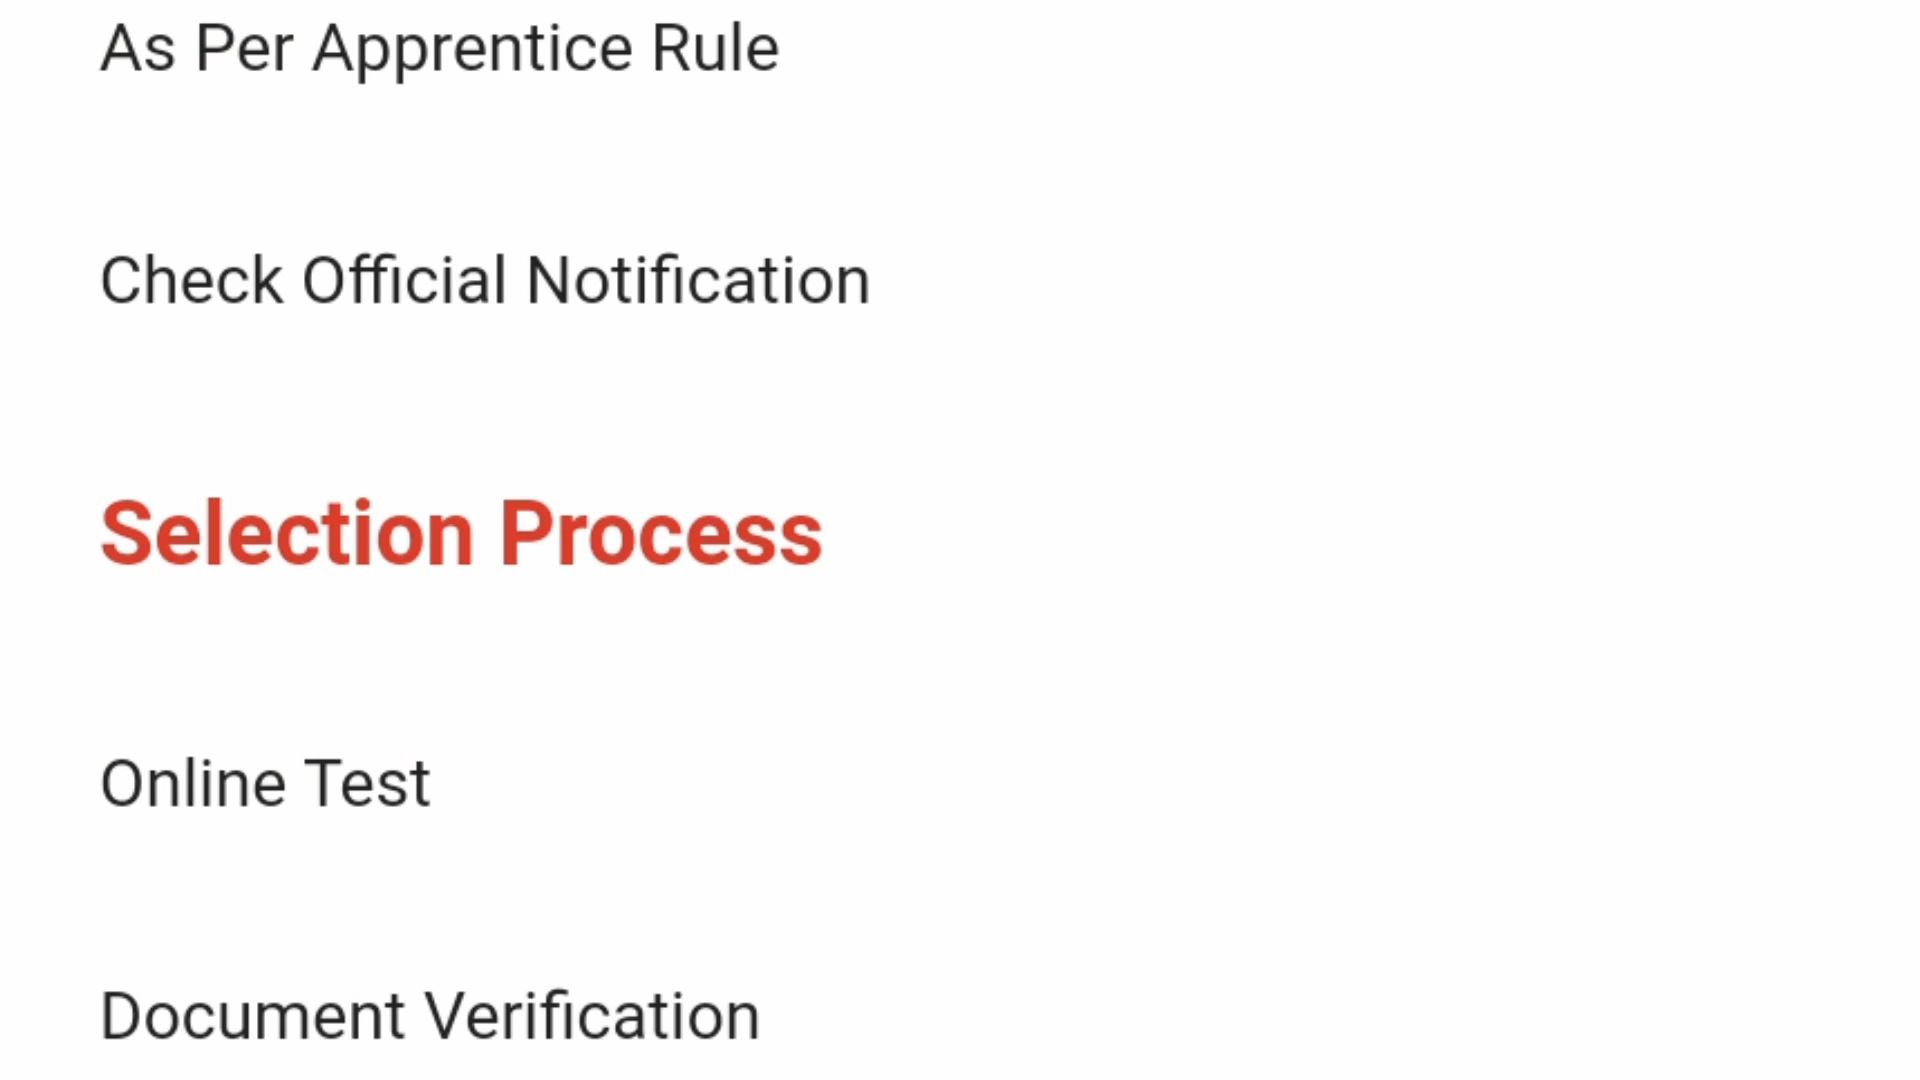 As Per Apprentice Rule
Check Official Notification
Selection Process
Online Test
Document Verification